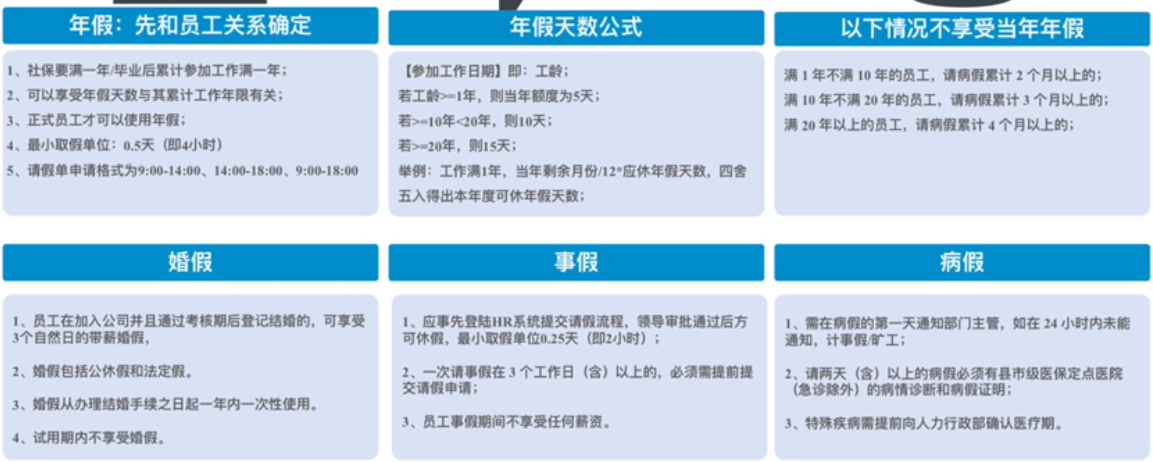 年假：先和员工关系确定
1、社保要满一年/毕业后累计参加工作满一年；
2、可以享受年假天数与其累计工作年限有关；
3、正式员工才可以使用年假；
4、最小取假单位：0.5天（即4小时）
5、请假单申请格式为9:00-14:00、14:00-18:00、9:00-18:00
年假天数公式
【参加工作日期】即：工龄；
若工龄>=1年，则当年额度为5天；
若>=10年<20年，则10天；
若>=20年，则15天；
举例：工作满1年，当年剩余月份/12*应休年假天数，四舍
五入得出本年度可休年假天数；
以下情况不享受当年年假
满 1 年不满 10 年的员工，请病假累计 2 个月以上的；
满 10 年不满 20 年的员工，请病假累计 3 个月以上的；
满 20 年以上的员工，请病假累计 4 个月以上的；
婚假
1、员工在加入公司并且通过考核期后登记结婚的，可享受
3个自然日的带薪婚假，
2、婚假包括公休假和法定假。
3、婚假从办理结婚手续之日起一年内一次性使用。
4、试用期内不享受婚假。
事假
1、应事先登陆HR系统提交请假流程，领导审批通过后方
可休假，最小取假单位0.25天（即2小时）；
2、一次请事假在 3 个工作日（含）以上的，必须需提前提
交请假申请；
3、员工事假期间不享受任何薪资。
病假
1、需在病假的第一天通知部门主管，如在 24 小时内未能
通知，计事假/旷工；
2、请两天（含）以上的病假必须有县市级医保定点医院
（急诊除外）的病情诊断和病假证明；
3、特殊疾病需提前向人力行政部确认医疗期。